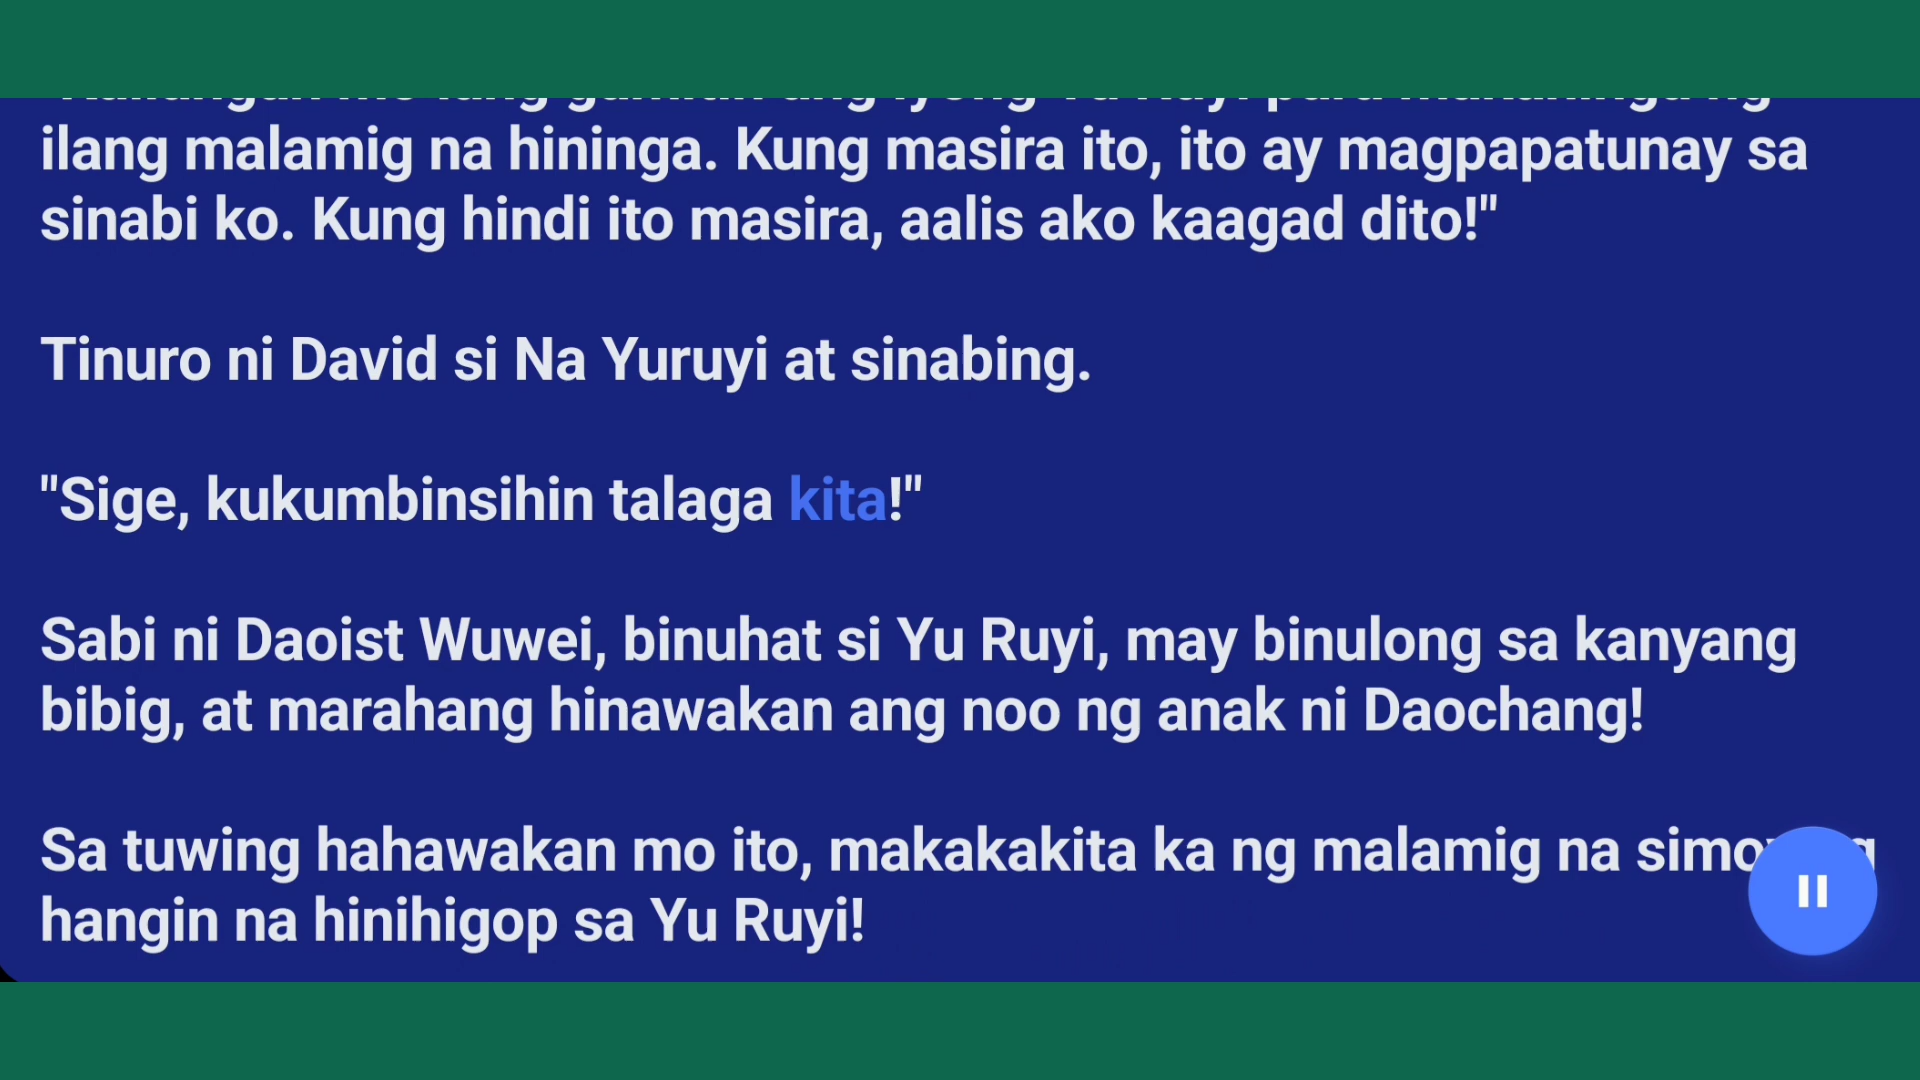 ilang malamig na hininga. Kung masira ito, ito ay magpapatunay sa
sinabi ko. Kung hindi ito masira, aalis ako kaagad dito!"
Tinuro ni David si Na Yuruyi at sinabing.
"Sige, kukumbinsihin talaga kita!"
Sabi ni Daoist Wuwei, binuhat si Yu Ruyi, may binulong sa kanyang
bibig, at marahang hinawakan ang noo ng anak ni Daochang!
Sa tuwing hahawakan mo ito, makakakita ka ng malamig na
hangin na hinihigop sa Yu Ruyi!